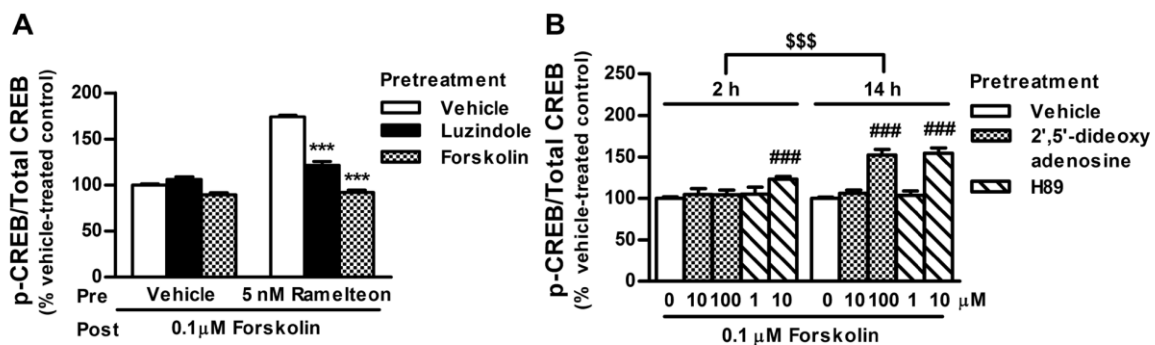 A
p-CREB/Total CREB
(% vehicle-treated control)
200
150
100
50
0
***
***
Pretreatment
Vehicle
Luzindole
Forskolin
Pre Vehicle 5 nM Ramelteon
Post 0.1μM Forskolin
B
p-CREB/Total CREB
(% vehicle-treated control)
250
200
150
100
50
0
$$$
2 h 14 h
###
###
###
Pretreatment
Vehicle
2',5'-dideoxy
adenosine
H89
0 10 100 1 10 0 10 100 1 10 μM
0.1 μM Forskolin